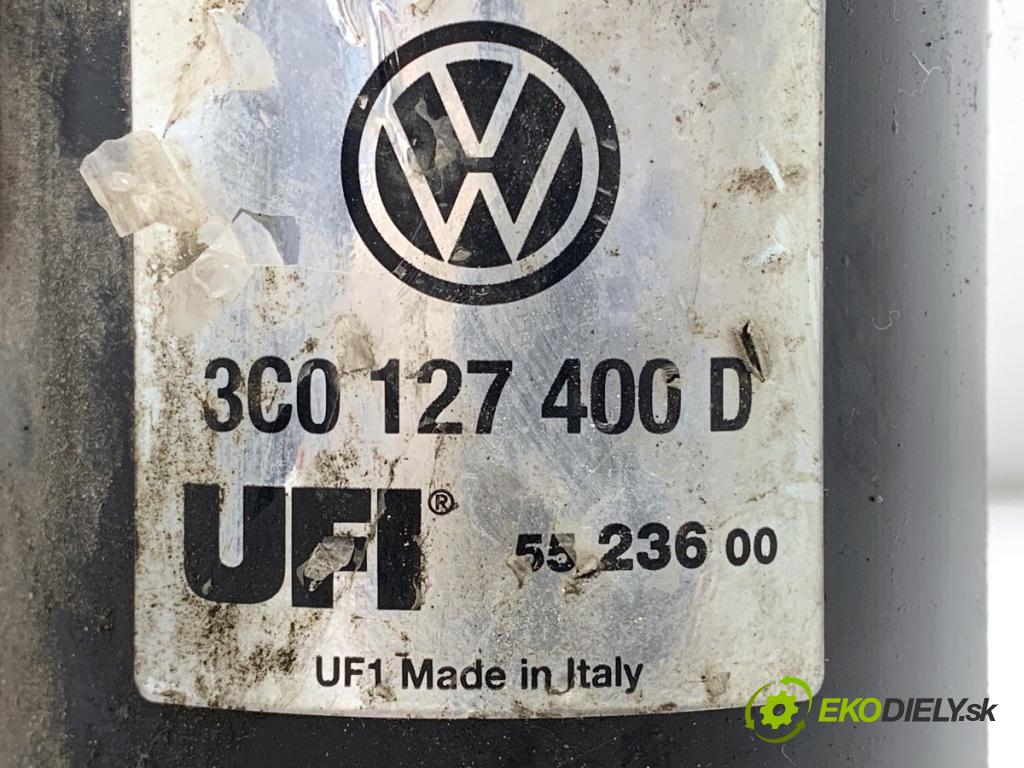 3C0 127 400 D
UFI® 55 236 00
UF1 Made in Italy
EKODIELY.sk